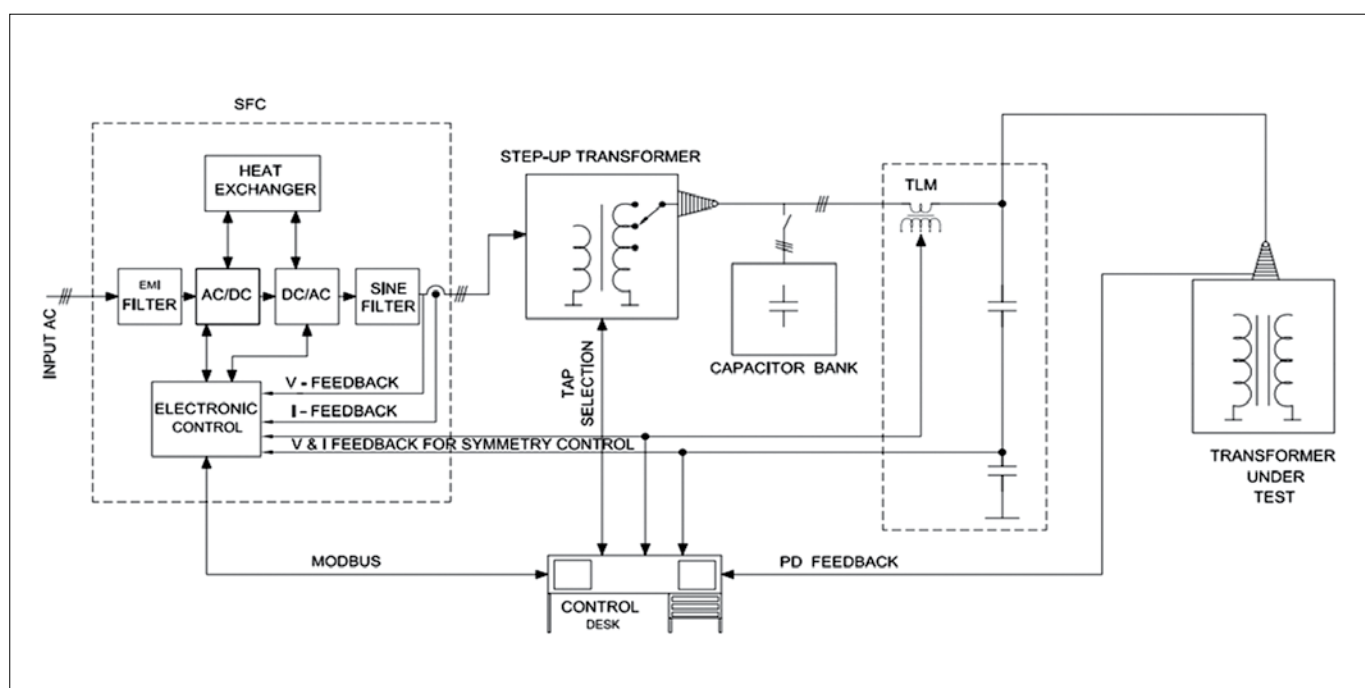 SFC
HEAT
EXCHANGER
EMI
FILTER
AC/DC
DC/AC
SINE
FILTER
INPUT AC
ELECTRONIC
CONTROL
V - FEEDBACK
I - FEEDBACK
V & I FEEDBACK FOR SYMMETRY CONTROL
STEP-UP TRANSFORMER
TAP
SELECTION
CAPACITOR BANK
TLM
TRANSFORMER
UNDER
TEST
MODBUS
PD FEEDBACK
CONTROL
DESK